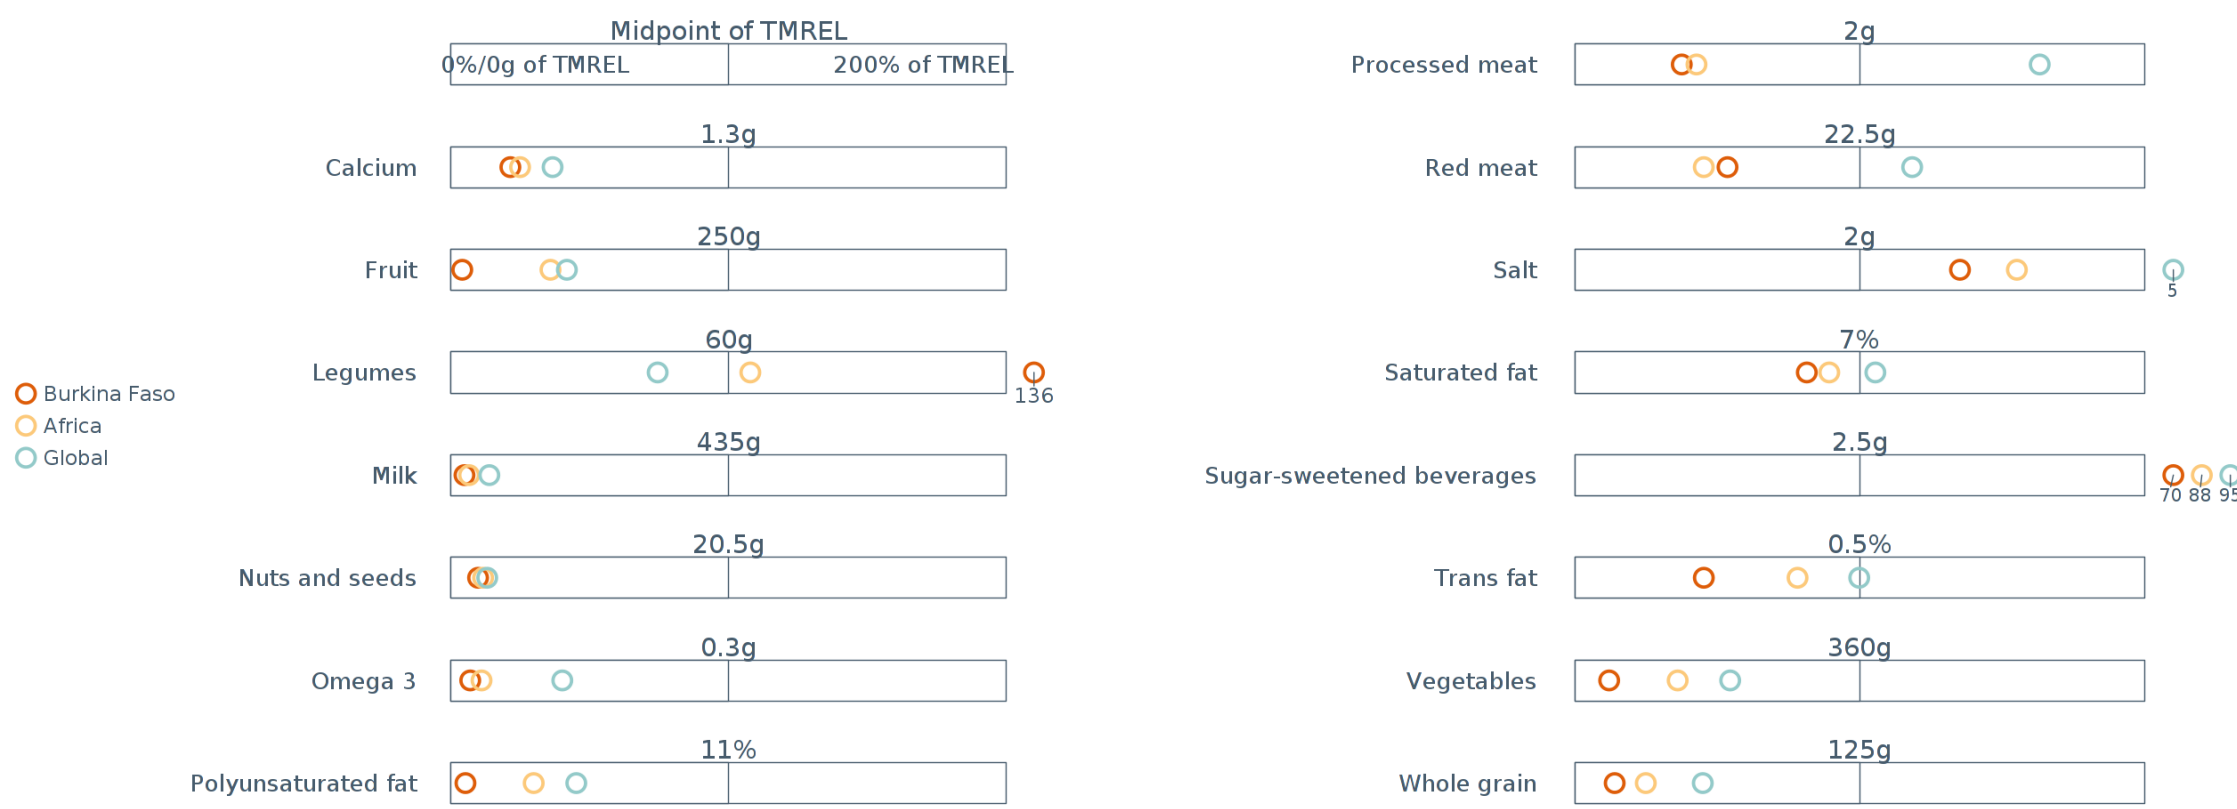 Midpoint of TMREL
0%/0g of TMREL
200% of TMREL
1.3g
Calcium
250g
Fruit
60g
Legumes
136
435g
Milk
20.5g
Nuts and seeds
0.3g
Omega 3
11%
Polyunsaturated fat
Burkina Faso
Africa
Global
2g
Processed meat
22.5g
Red meat
2g
Salt
5
7%
Saturated fat
2.5g
Sugar-sweetened beverages
70 88 95
0.5%
Trans fat
360g
Vegetables
125g
Whole grain